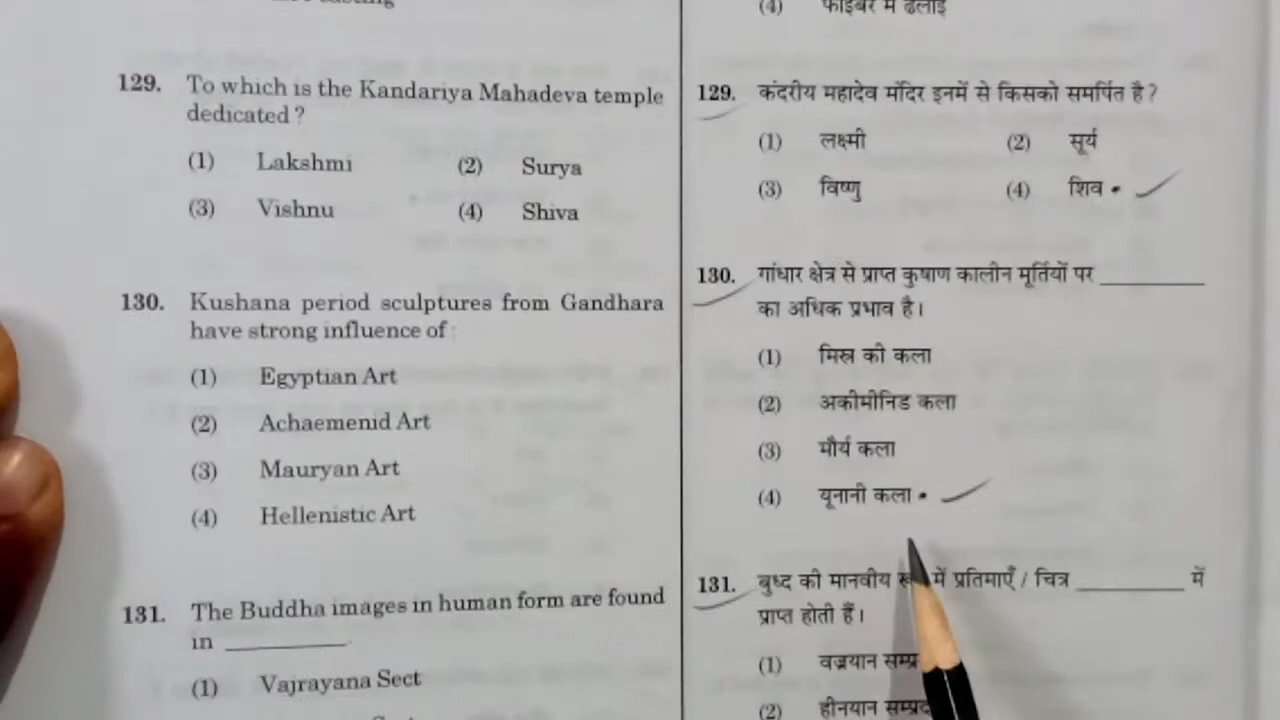 129. To which is the Kandariya Mahadeva temple
dedicated ?
(1) Lakshmi (2) Surya
(3) Vishnu (4) Shiva
130. Kushana period sculptures from Gandhara
have strong influence of :
(1) Egyptian Art
(2) Achaemenid Art
(3) Mauryan Art
(4) Hellenistic Art
131. The Buddha images in human form are found
in ________.
(1) Vajrayana Sect
(4) फाइबर में ढलाई
129. कंदरीय महादेव मंदिर इनमें से किसको समर्पित है ?
(1) लक्ष्मी (2) सूर्य
(3) विष्णु (4) शिव
130. गांधार क्षेत्र से प्राप्त कुषाण कालीन मूर्तियों पर ________
का अधिक प्रभाव है।
(1) मिस्र की कला
(2) अकीमीनिड कला
(3) मौर्य कला
(4) यूनानी कला
131. बुध्द की मानवीय में प्रतिमाएँ / चित्र ________ में
प्राप्त होती हैं।
(1) वज्रयान
(2) हीनयान